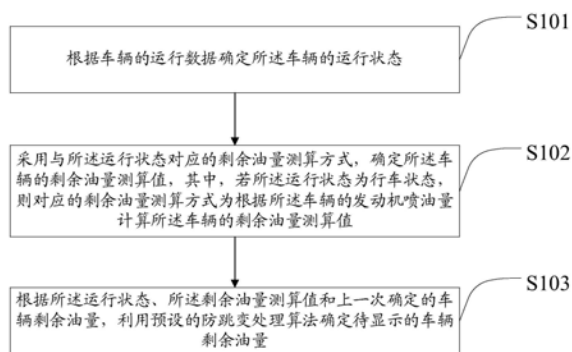 S101
根据车辆的运行数据确定所述车辆的运行状态
S102
采用与所述运行状态对应的剩余油量测算方式，确定所述车
辆的剩余油量测算值，其中，若所述运行状态为行车状态，
则对应的剩余油量测算方式为根据所述车辆的发动机喷油量
计算所述车辆的剩余油量测算值
S103
根据所述运行状态、所述剩余油量测算值和上一次确定的车
辆剩余油量，利用预设的防跳变处理算法确定待显示的车辆
剩余油量